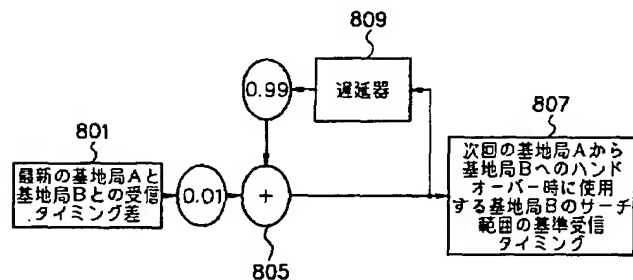 809
0.99
遅延器
801
807
最新の基地局Aと
基地局Bとの受信
タイミング差
0.01
+
次回の基地局Aから
基地局Bへのハンド
オーバー時に使用
する基地局Bのサーチ
範囲の基準受信
タイミング
805